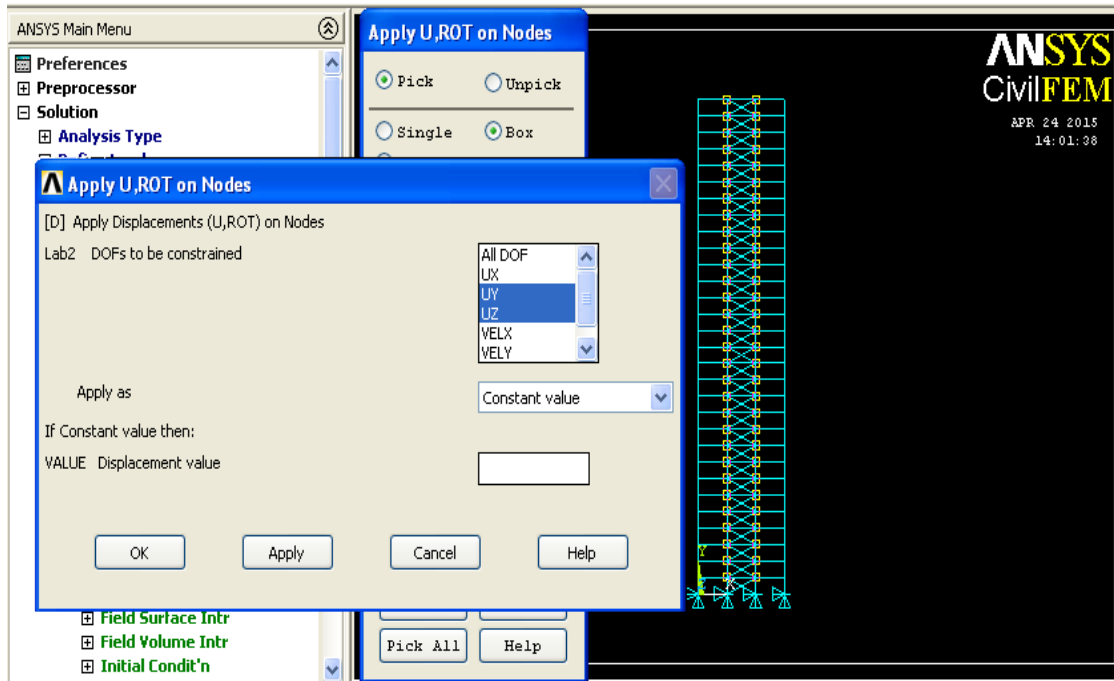 ANSYS Main Menu
Preferences
Preprocessor
Solution
Analysis Type
Apply U,ROT on Nodes
Pick
Unpick
Single
Box
ANSYS
CivilFEM
APR 24 2015
14:01:38
Apply U,ROT on Nodes
[D] Apply Displacements (U,ROT) on Nodes
Lab2 DOFs to be constrained
All DOF
UX
UY
UZ
VELX
VELY
Apply as
Constant value
If Constant value then:
VALUE Displacement value
OK
Apply
Cancel
Help
Field Surface Intr
Field Volume Intr
Initial Condit'n
Pick All
Help
Y